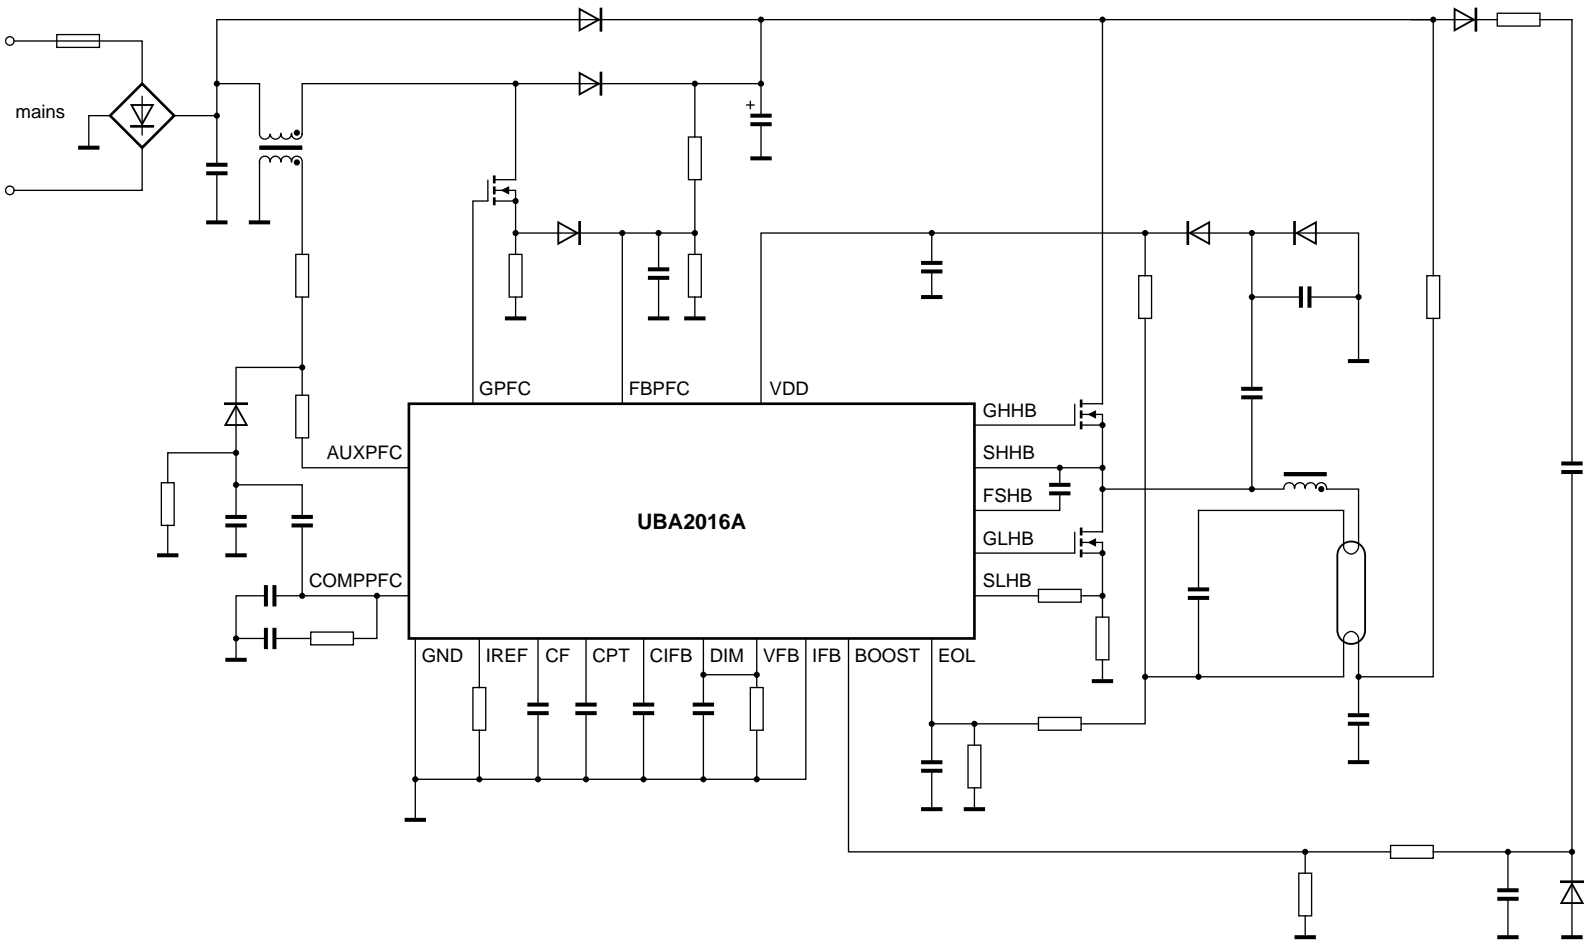 mains
+
GPFC FBPFC VDD
GHHB
AUXPFC SHHB
FSHB
UBA2016A
GLHB
COMPPFC SLHB
GND IREF CF CPT CIFB DIM VFB IFB BOOST EOL